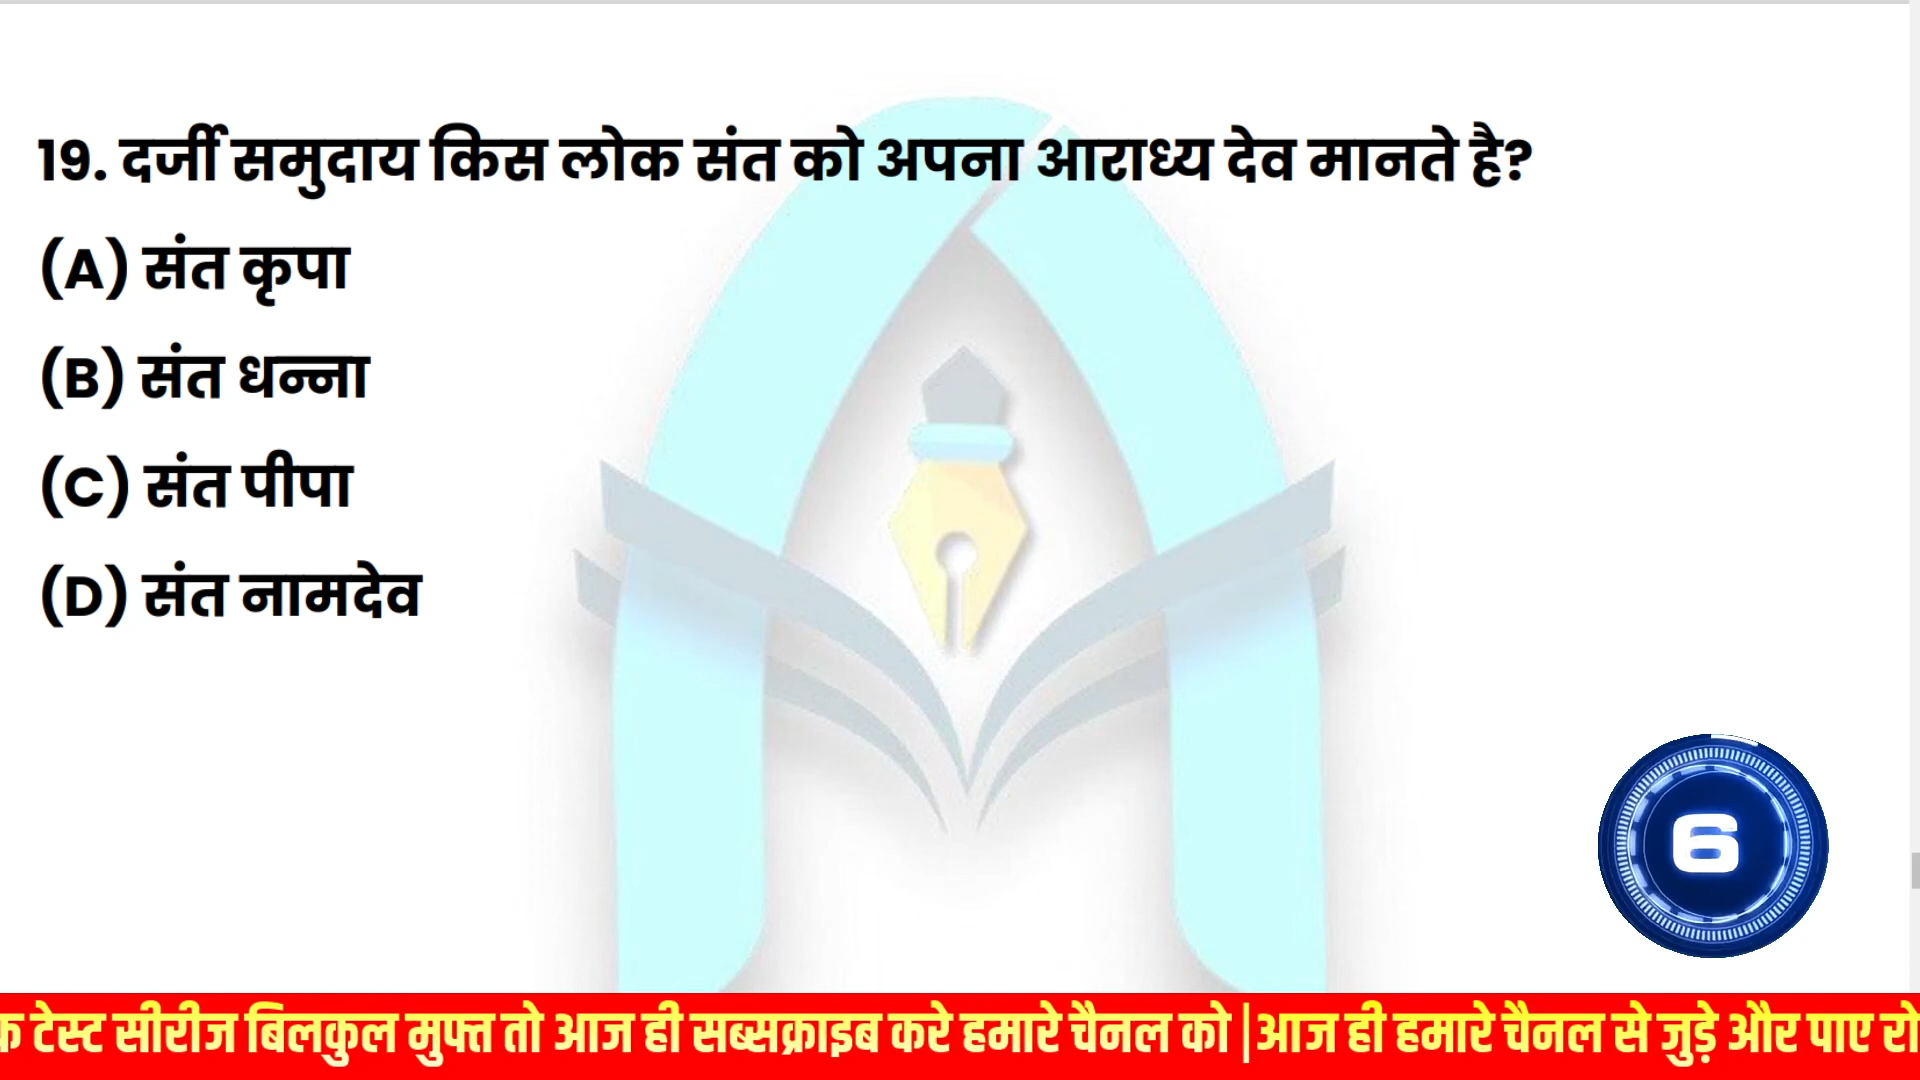 19. दर्जी समुदाय किस लोक संत को अपना आराध्य देव मानते है?
(A) संत कृपा
(B) संत धन्ना
(C) संत पीपा
(D) संत नामदेव
6
टेस्ट सीरीज बिलकुल मुफ्त तो आज ही सब्सक्राइब करे हमारे चैनल को |आज ही हमारे चैनल से जुड़े और पाए